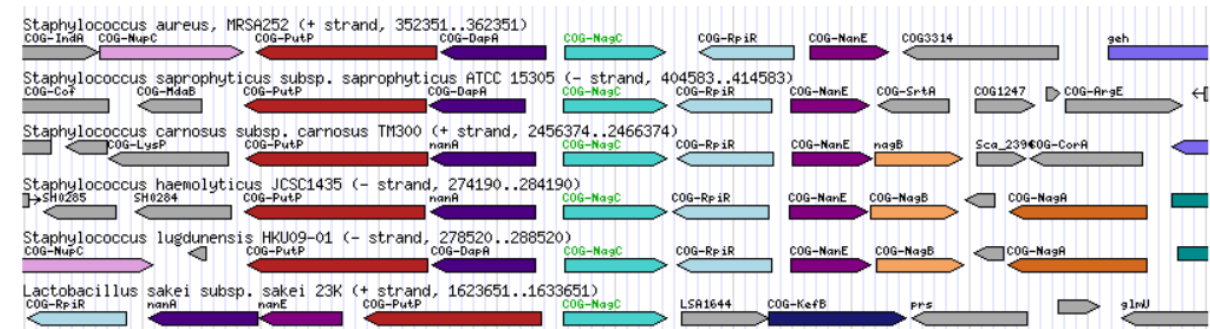 Staphylococcus aureus, MRSA252 (+ strand, 352351..362351)
COG-IndA COG-NupC COG-PutP COG-DapA COG-NagC COG-RpiR COG-NanE COG3314 geh
Staphylococcus saprophyticus subsp. saprophyticus ATCC 15305 (- strand, 404583..414583)
COG-Cof COG-MdaB COG-PutP COG-DapA COG-NagC COG-RpiR COG-NanE COG-SrtA COG1247 COG-ArgE
Staphylococcus carnosus subsp. carnosus TM300 (+ strand, 2456374..2466374)
COG-LysP COG-PutP nanA COG-NagC COG-RpiR COG-NanE nagB COG-CorA
Staphylococcus haemolyticus JCSC1435 (- strand, 274190..284190)
SH0285 SH0284 COG-PutP nanA COG-NagC COG-RpiR COG-NanE COG-NagB COG-NagA
Staphylococcus lugdunensis HKU09-01 (- strand, 278520..288520)
COG-NupC COG-PutP COG-DapA COG-NagC COG-RpiR COG-NanE COG-NagB COG-NagA
Lactobacillus sakei subsp. sakei 23K (+ strand, 1623651..1633651)
COG-RpiR nanA nanE COG-PutP COG-NagC LSA1644 COG-KefB prs glmU